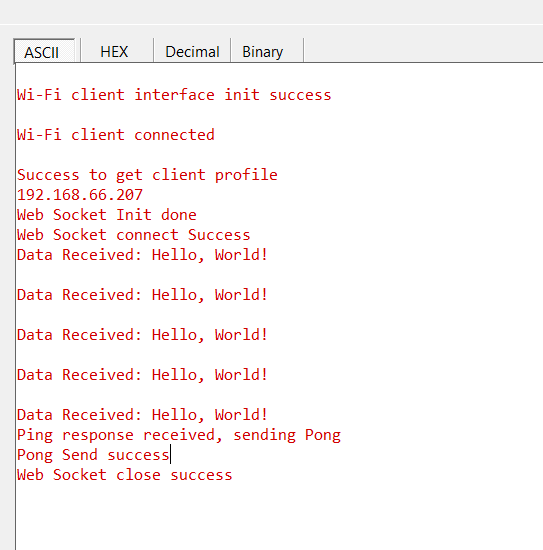 ASCII HEX Decimal Binary
Wi-Fi client interface init success
Wi-Fi client connected
Success to get client profile
192.168.66.207
Web Socket Init done
Web Socket connect Success
Data Received: Hello, World!
Data Received: Hello, World!
Data Received: Hello, World!
Data Received: Hello, World!
Data Received: Hello, World!
Ping response received, sending Pong
Pong Send success
Web Socket close success